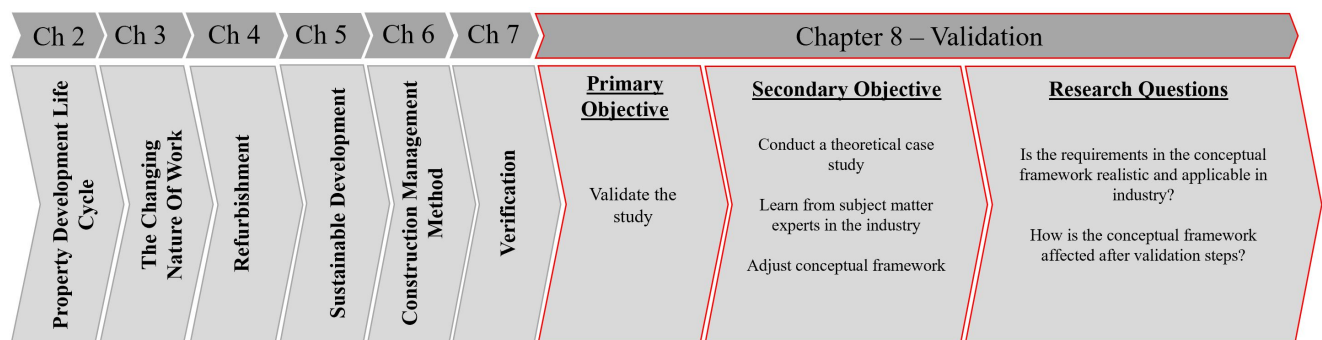 Ch 2
Ch 3
Ch 4
Ch 5
Ch 6
Ch 7
Chapter 8 – Validation
Property Development Life
Cycle
The Changing
Nature Of Work
Refurbishment
Sustainable Development
Construction Management
Method
Verification
Primary
Objective
Validate the
study
Secondary Objective
Conduct a theoretical case
study
Learn from subject matter
experts in the industry
Adjust conceptual framework
Research Questions
Is the requirements in the conceptual
framework realistic and applicable in
industry?
How is the conceptual framework
affected after validation steps?